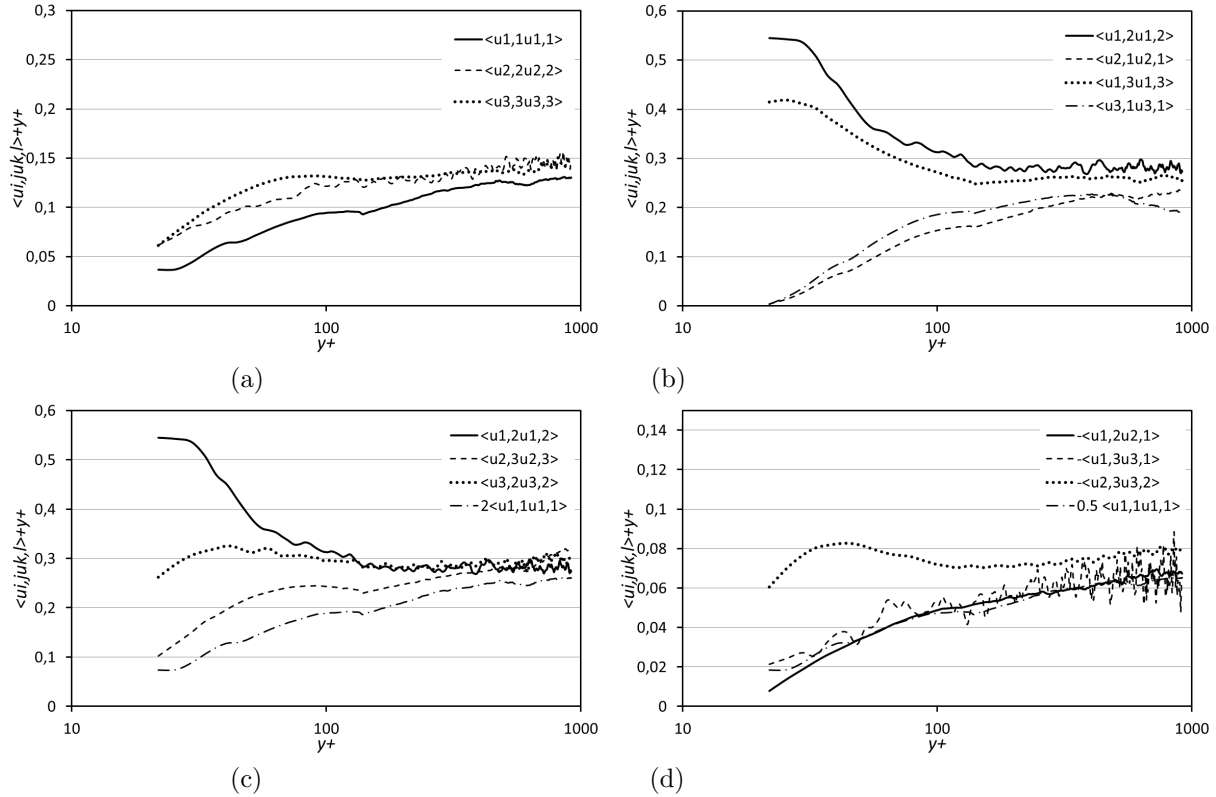 0,3
0,25
0,2
0,15
0,1
0,05
0
<ui,juk,l>+y+
<u1,1u1,1>
<u2,2u2,2>
<u3,3u3,3>
10
100
1000
y+
(a)
0,6
0,5
0,4
0,3
0,2
0,1
0
<ui,juk,l>+y+
<u1,2u1,2>
<u2,1u2,1>
<u1,3u1,3>
<u3,1u3,1>
10
100
1000
y+
(b)
0,6
0,5
0,4
0,3
0,2
0,1
0
<ui,juk,l>+y+
<u1,2u1,2>
<u2,3u2,3>
<u3,2u3,2>
2<u1,1u1,1>
10
100
1000
y+
(c)
0,14
0,12
0,1
0,08
0,06
0,04
0,02
0
<ui,juk,l>+y+
-<u1,2u2,1>
-<u1,3u3,1>
-<u2,3u3,2>
0.5 <u1,1u1,1>
10
100
1000
y+
(d)